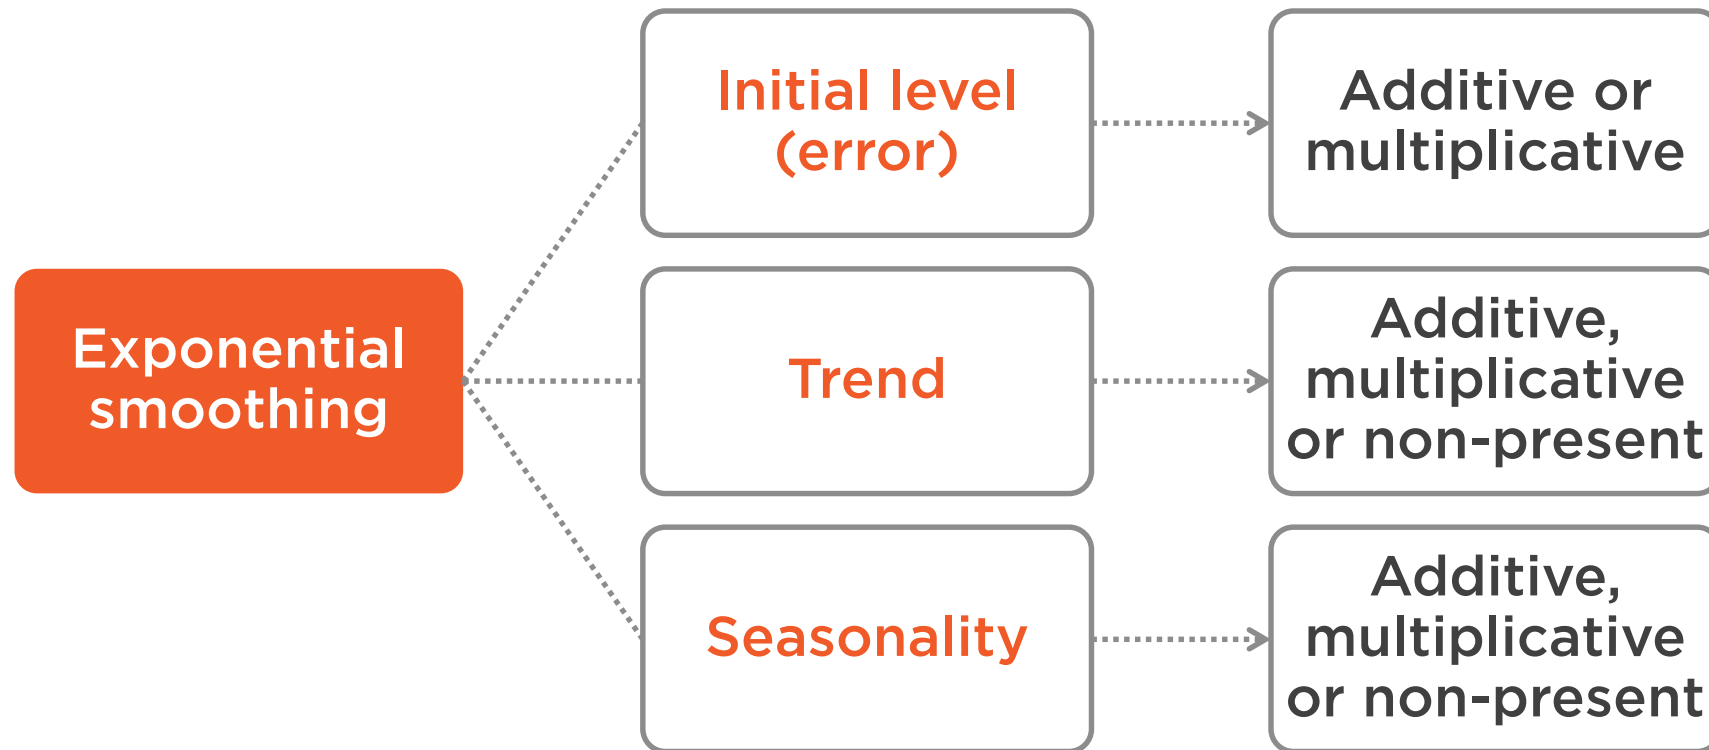 Exponential
smoothing
Initial level
(error)
Additive or
multiplicative
Trend
Additive,
multiplicative
or non-present
Seasonality
Additive,
multiplicative
or non-present